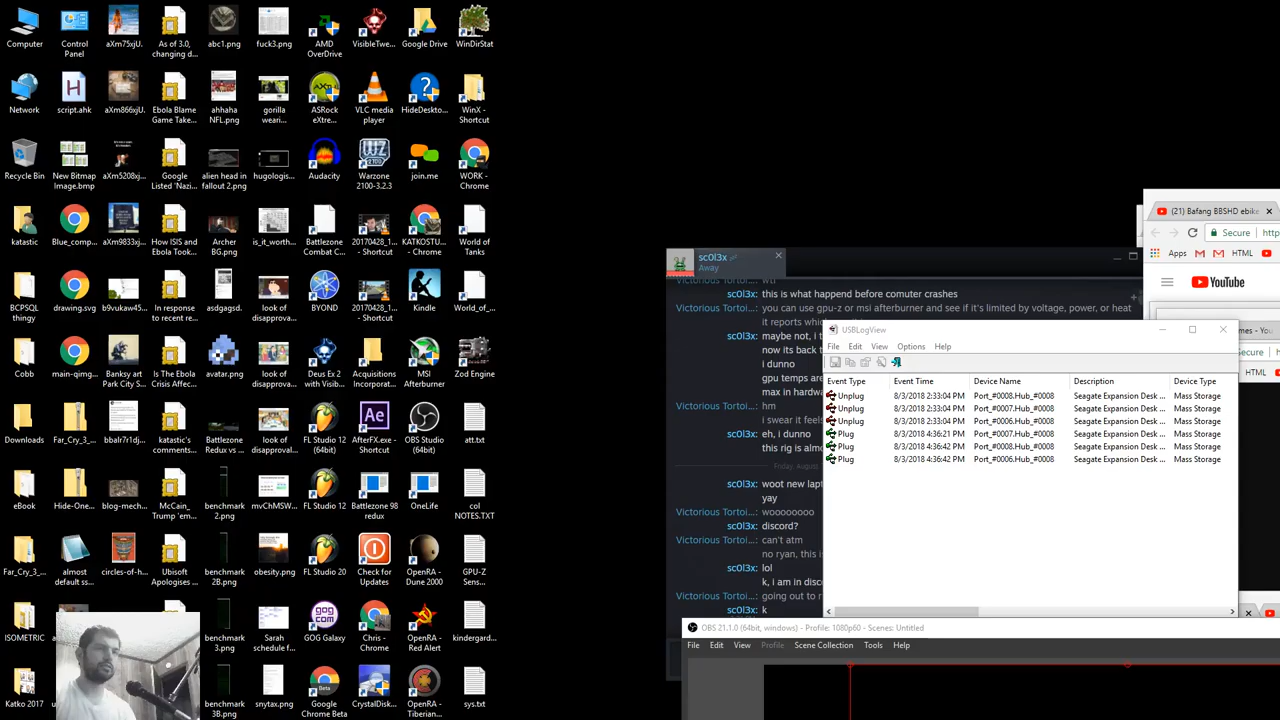 Computer
Control
Panel
aXm75xjU.
As of 3.0,
changing d...
abc1.png
fuck3.png
AMD
OverDrive
VisibleTwe...
Google Drive
WinDirStat
Network
script.ahk
aXm866xjU.
Ebola Blame
Game Take...
ahhaha
NFL.png
gorilla
weari...
ASRock
eXtre...
VLC media
player
HideDeskto...
WinX -
Shortcut
Recycle Bin
New Bitmap
Image.bmp
aXm5208xj...
Google
Listed 'Nazi...
alien head in
fallout 2.png
hugologis...
Audacity
Warzone
2100-3.2.3
join.me
WORK -
Chrome
katastic
Blue_comp...
aXm9833xj...
How ISIS and
Ebola Took...
Archer
BG.png
is_it_worth...
Battlezone
Combat C...
20170428_1...
- Shortcut
KATKOSTU...
- Chrome
World of
Tanks
BCPSQL
thingy
drawing.svg
b9vukaw45...
In response
to recent re...
asdgagsd.
look of
disapprova...
BYOND
20170428_1...
- Shortcut
Kindle
World_of_...
Cobb
main-qimg...
Banksy art
Park City S...
Is The Ebola
Crisis Affec...
avatar.png
look of
disapprova...
Deus Ex 2
with Visib...
Acquisitions
Incorporat...
MSI
Afterburner
Zod Engine
Downloads
Far_Cry_3_...
bbalr7r1dj...
katastic's
comments...
Battlezone
Redux vs ...
look of
disapprova...
FL Studio 12
(64bit)
AfterFX.exe -
Shortcut
OBS Studio
(64bit)
att.txt
eBook
Hide-One...
blog-mech...
McCain_
Trump 'em...
benchmark
2.png
mvChMSW...
FL Studio 12
Battlezone 98
redux
OneLife
col
NOTES.TXT
Far_Cry_3_...
almost
default ss...
circles-of-h...
Ubisoft
Apologises ...
benchmark
2B.png
obesity.png
FL Studio 20
Check for
Updates
OpenRA -
Dune 2000
GPU-Z
Sens...
ISOMETRIC
benchmark
3.png
Sarah
schedule f...
GOG Galaxy
Chris -
Chrome
OpenRA -
Red Alert
kindergard...
Katko 2017
benchmark
3B.png
snytax.png
Google
Chrome Beta
CrystalDisk...
OpenRA -
Tiberian...
sys.txt
sc0l3x
Away
sc0l3x: this is what happend before comuter crashes
Victorious Tortoi...: you can use gpu-z or msi afterburner and see if it's limited by voltage, power, or heat
it reports whic
sc0l3x: maybe not, i t
now its back t
i dunno
gpu temps are
max in hardwa
Victorious Tortoi...: hm
i swear it feels
sc0l3x: eh, i dunno
this rig is almo
Friday, August
sc0l3x: woot new lapt
yay
Victorious Tortoi...: woooooooo
sc0l3x: discord?
Victorious Tortoi...: can't atm
sc0l3x: no ryan, this is
sc0l3x: lol
k, i am in disc
Victorious Tortoi...: going out to r
sc0l3x: k
(21) Bafang BBSHD ebike
Secure
http
Apps
HTML
YouTube
USBLogView
File Edit View Options Help
Event Type Event Time Device Name Description Device Type
Unplug 8/3/2018 2:33:04 PM Port_#0008.Hub_#0008 Seagate Expansion Desk ... Mass Storage
Unplug 8/3/2018 2:33:04 PM Port_#0007.Hub_#0008 Seagate Expansion Desk ... Mass Storage
Unplug 8/3/2018 2:33:04 PM Port_#0006.Hub_#0008 Seagate Expansion Desk ... Mass Storage
Plug 8/3/2018 4:36:21 PM Port_#0007.Hub_#0008 Seagate Expansion Desk ... Mass Storage
Plug 8/3/2018 4:36:42 PM Port_#0008.Hub_#0008 Seagate Expansion Desk ... Mass Storage
Plug 8/3/2018 4:36:42 PM Port_#0006.Hub_#0008 Seagate Expansion Desk ... Mass Storage
nes - You
ecure
http
HTML
OBS 21.1.0 (64bit, windows) - Profile: 1080p60 - Scenes: Untitled
File Edit View Profile Scene Collection Tools Help